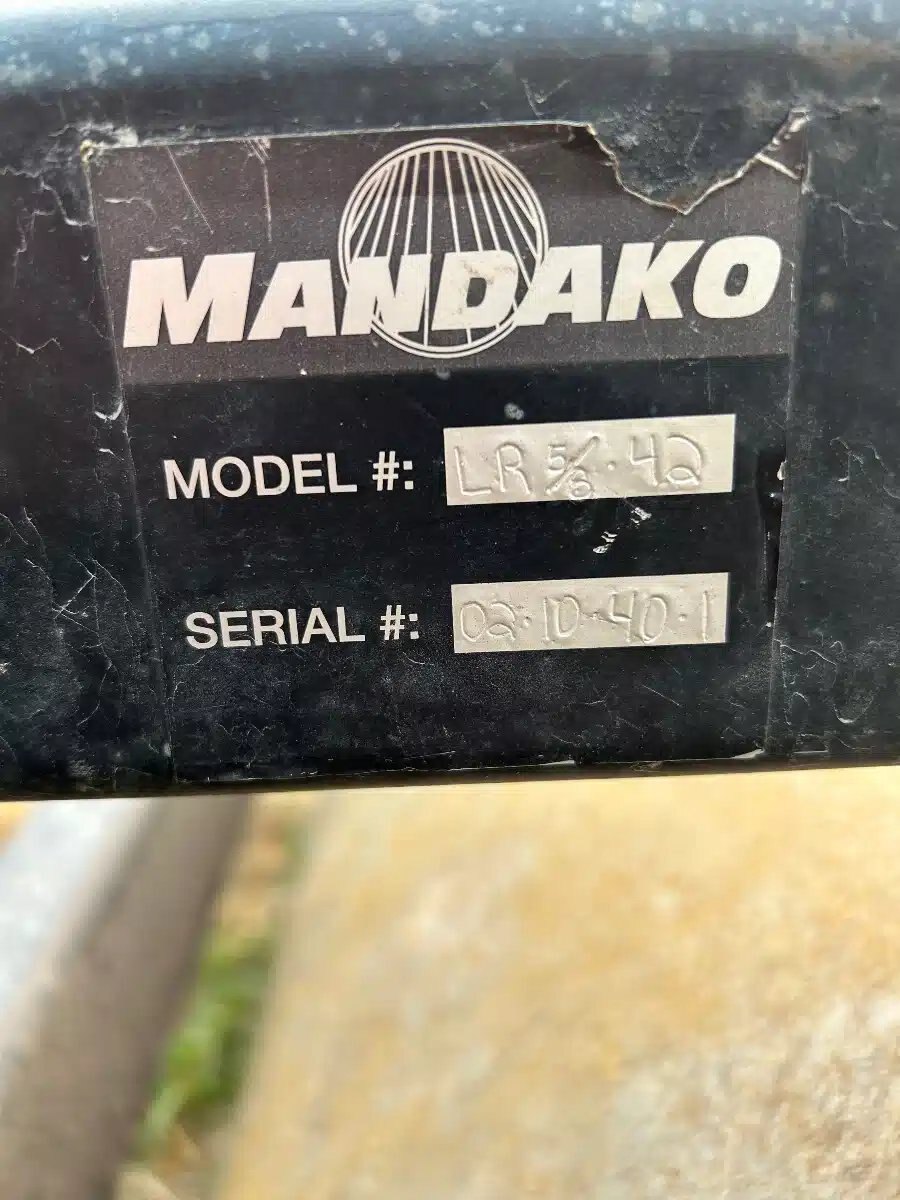 MANDAKO
MODEL #: LR 5/8·42
SERIAL #: 02·10·40·1